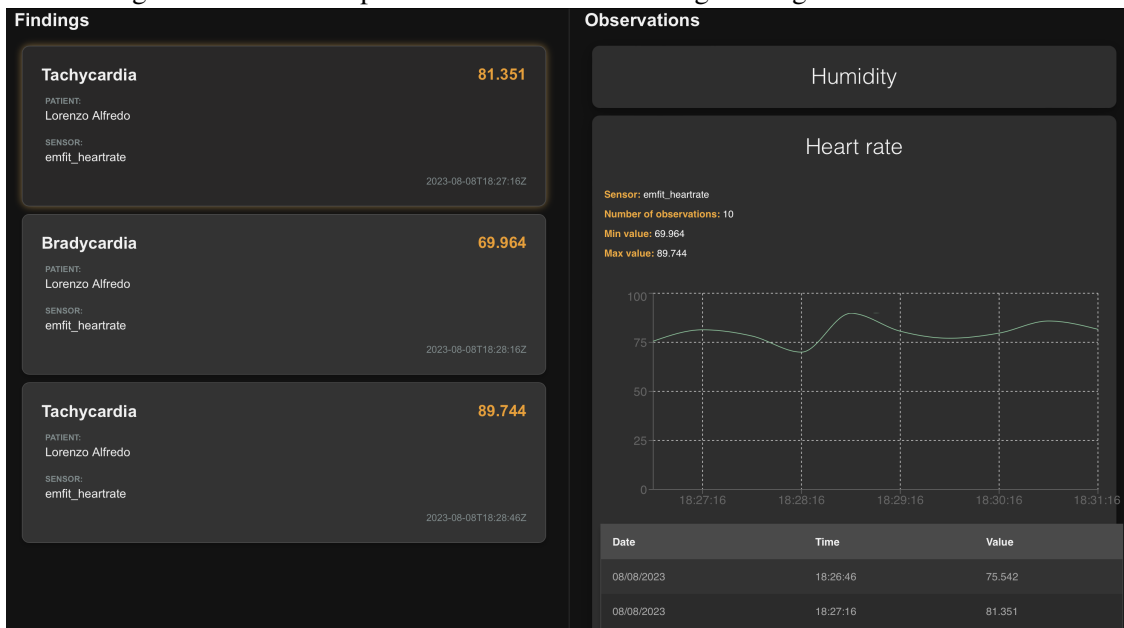 Findings
Tachycardia 81.351
PATIENT:
Lorenzo Alfredo
SENSOR:
emfit_heartrate
2023-08-08T18:27:16Z
Bradycardia 69.964
PATIENT:
Lorenzo Alfredo
SENSOR:
emfit_heartrate
2023-08-08T18:28:16Z
Tachycardia 89.744
PATIENT:
Lorenzo Alfredo
SENSOR:
emfit_heartrate
2023-08-08T18:28:46Z
Observations
Humidity
Heart rate
Sensor: emfit_heartrate
Number of observations: 10
Min value: 69.964
Max value: 89.744
100
75
50
25
0
18:27:16 18:28:16 18:29:16 18:30:16 18:31:16
Date Time Value
08/08/2023 18:26:46 75.542
08/08/2023 18:27:16 81.351